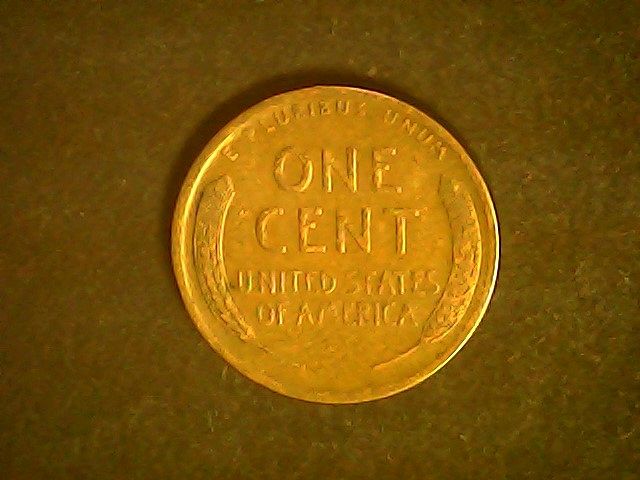 E PLURIBUS UNUM
ONE
CENT
UNITED STATES
OF AMERICA